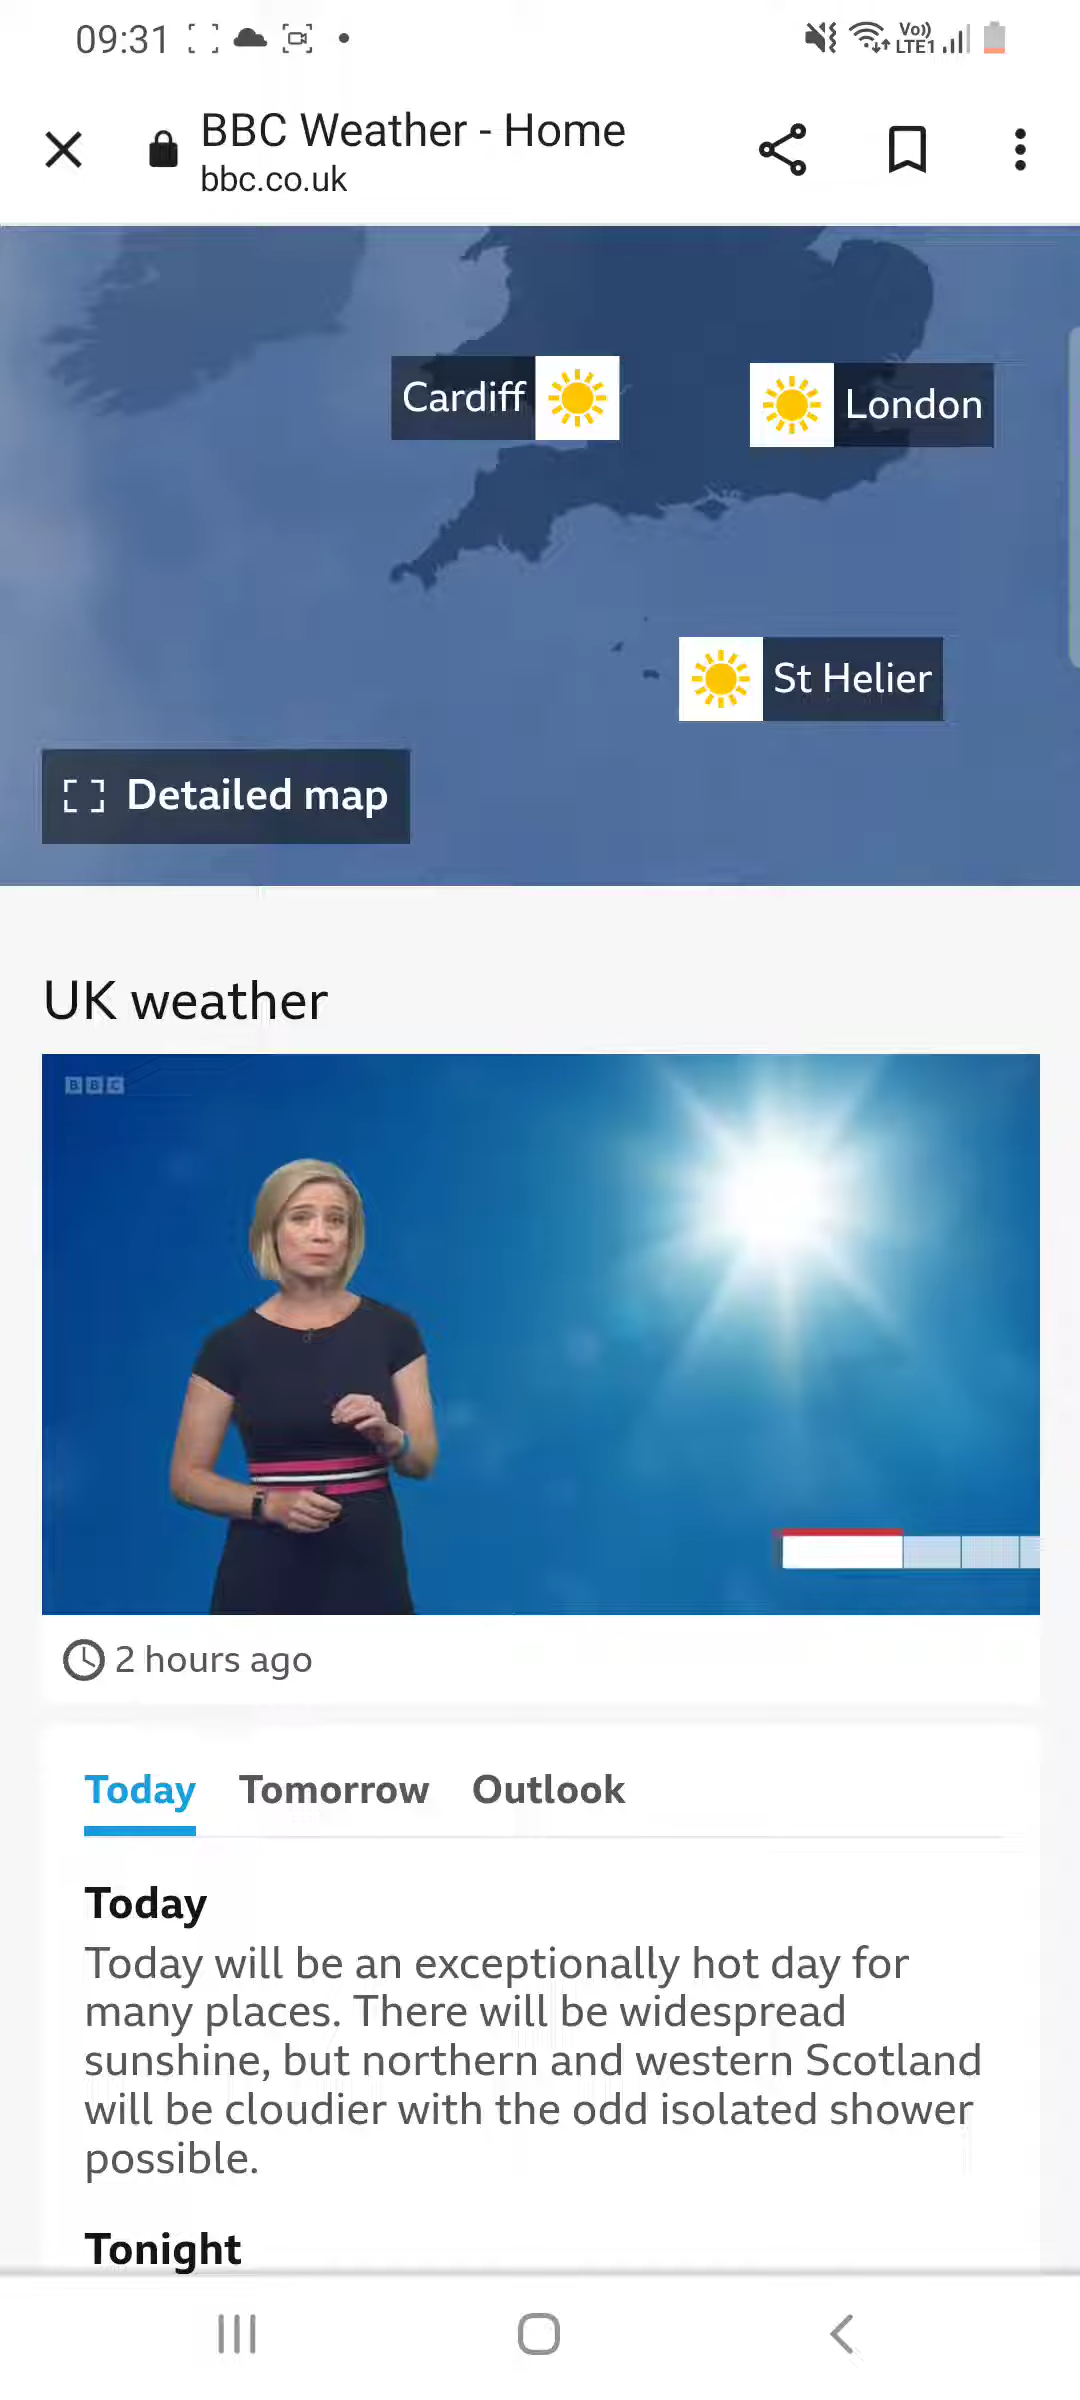 09:31
Vo))
LTE1
BBC Weather - Home
bbc.co.uk
Cardiff
London
St Helier
Detailed map
UK weather
BBC
2 hours ago
Today Tomorrow Outlook
Today
Today will be an exceptionally hot day for
many places. There will be widespread
sunshine, but northern and western Scotland
will be cloudier with the odd isolated shower
possible.
Tonight